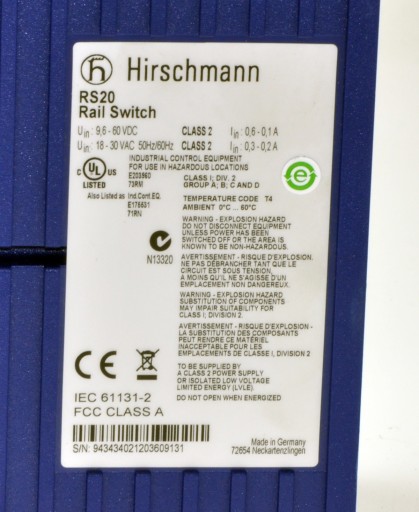 Hirschmann
RS20
Rail Switch
Uin: 9,6 - 60 VDC CLASS 2 Iin: 0,6 - 0,1 A
Uin: 18 - 30 VAC 50Hz/60Hz CLASS 2 Iin: 0,3 - 0,2 A
INDUSTRIAL CONTROL EQUIPMENT
FOR USE IN HAZARDOUS LOCATIONS
C UL US LISTED
E203960
73RM
CLASS I; DIV. 2
GROUP A; B; C AND D
Also Listed as Ind.Cont.EQ.
E176531
71RN
TEMPERATURE CODE T4
AMBIENT 0°C ... 60°C
WARNING - EXPLOSION HAZARD
DO NOT DISCONNECT EQUIPMENT
UNLESS POWER HAS BEEN
SWITCHED OFF OR THE AREA IS
KNOWN TO BE NON-HAZARDOUS.
N13320
AVERTISSEMENT - RISQUE D'EXPLOSION.
NE PAS DÉBRANCHER TANT QUE LE
CIRCUIT EST SOUS TENSION,
A MOINS QU'IL NE S'AGISSE D'UN
EMPLACEMENT NON DANGEREUX.
WARNING - EXPLOSION HAZARD
SUBSTITUTION OF COMPONENTS
MAY IMPAIR SUITABILITY FOR
CLASS I; DIVISION 2.
AVERTISSEMENT - RISQUE D'EXPLOSION -
LA SUBSTITUTION DES COMPOSANTS
PEUT RENDRE CE MATÉRIEL
INACCEPTABLE POUR LES
EMPLACEMENTS DE CLASSE I, DIVISION 2
CE
TO BE SUPPLIED BY
A CLASS 2 POWER SUPPLY
OR ISOLATED LOW VOLTAGE
LIMITED ENERGY (LVLE).
DO NOT OPEN WHEN ENERGIZED
IEC 61131-2
FCC CLASS A
S/N: 943434021203609131
Made in Germany
72654 Neckartenzlingen